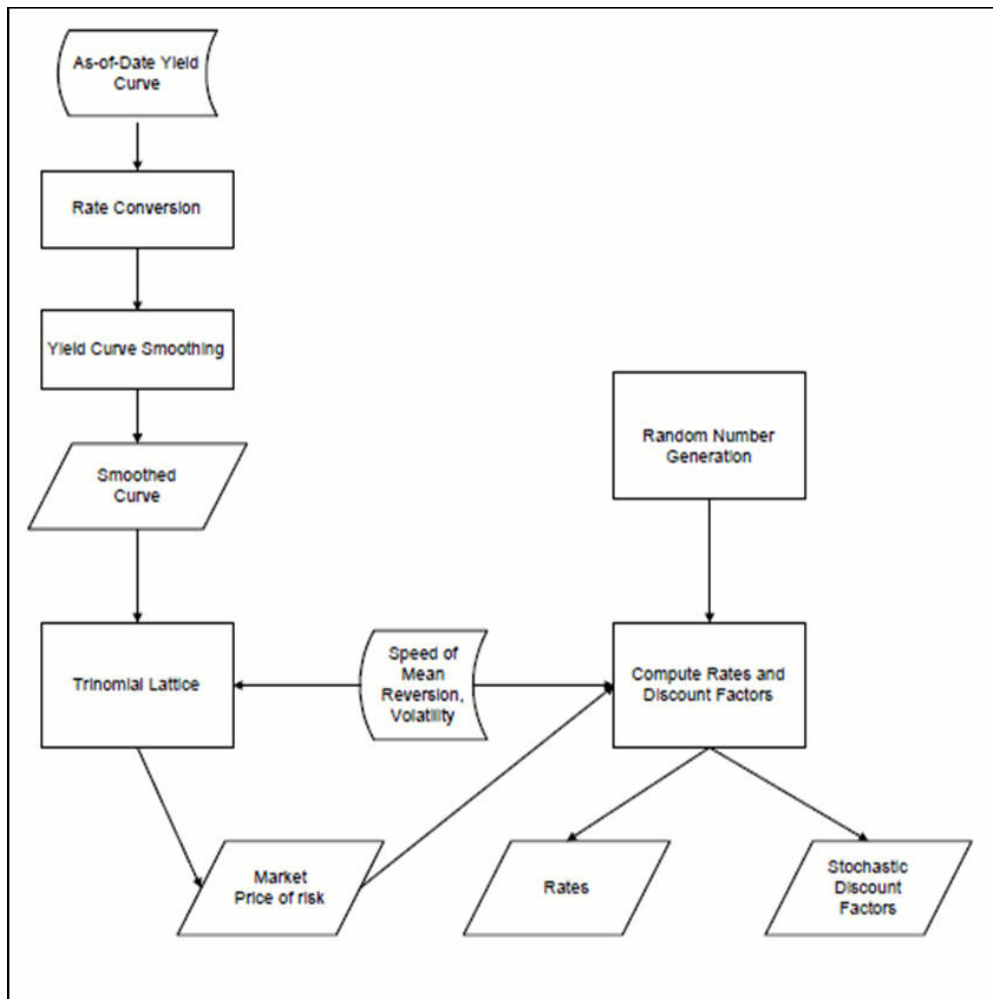 As-of-Date Yield
Curve
Rate Conversion
Yield Curve Smoothing
Smoothed
Curve
Random Number
Generation
Trinomial Lattice
Speed of
Mean
Reversion,
Volatility
Compute Rates and
Discount Factors
Market
Price of risk
Rates
Stochastic
Discount
Factors